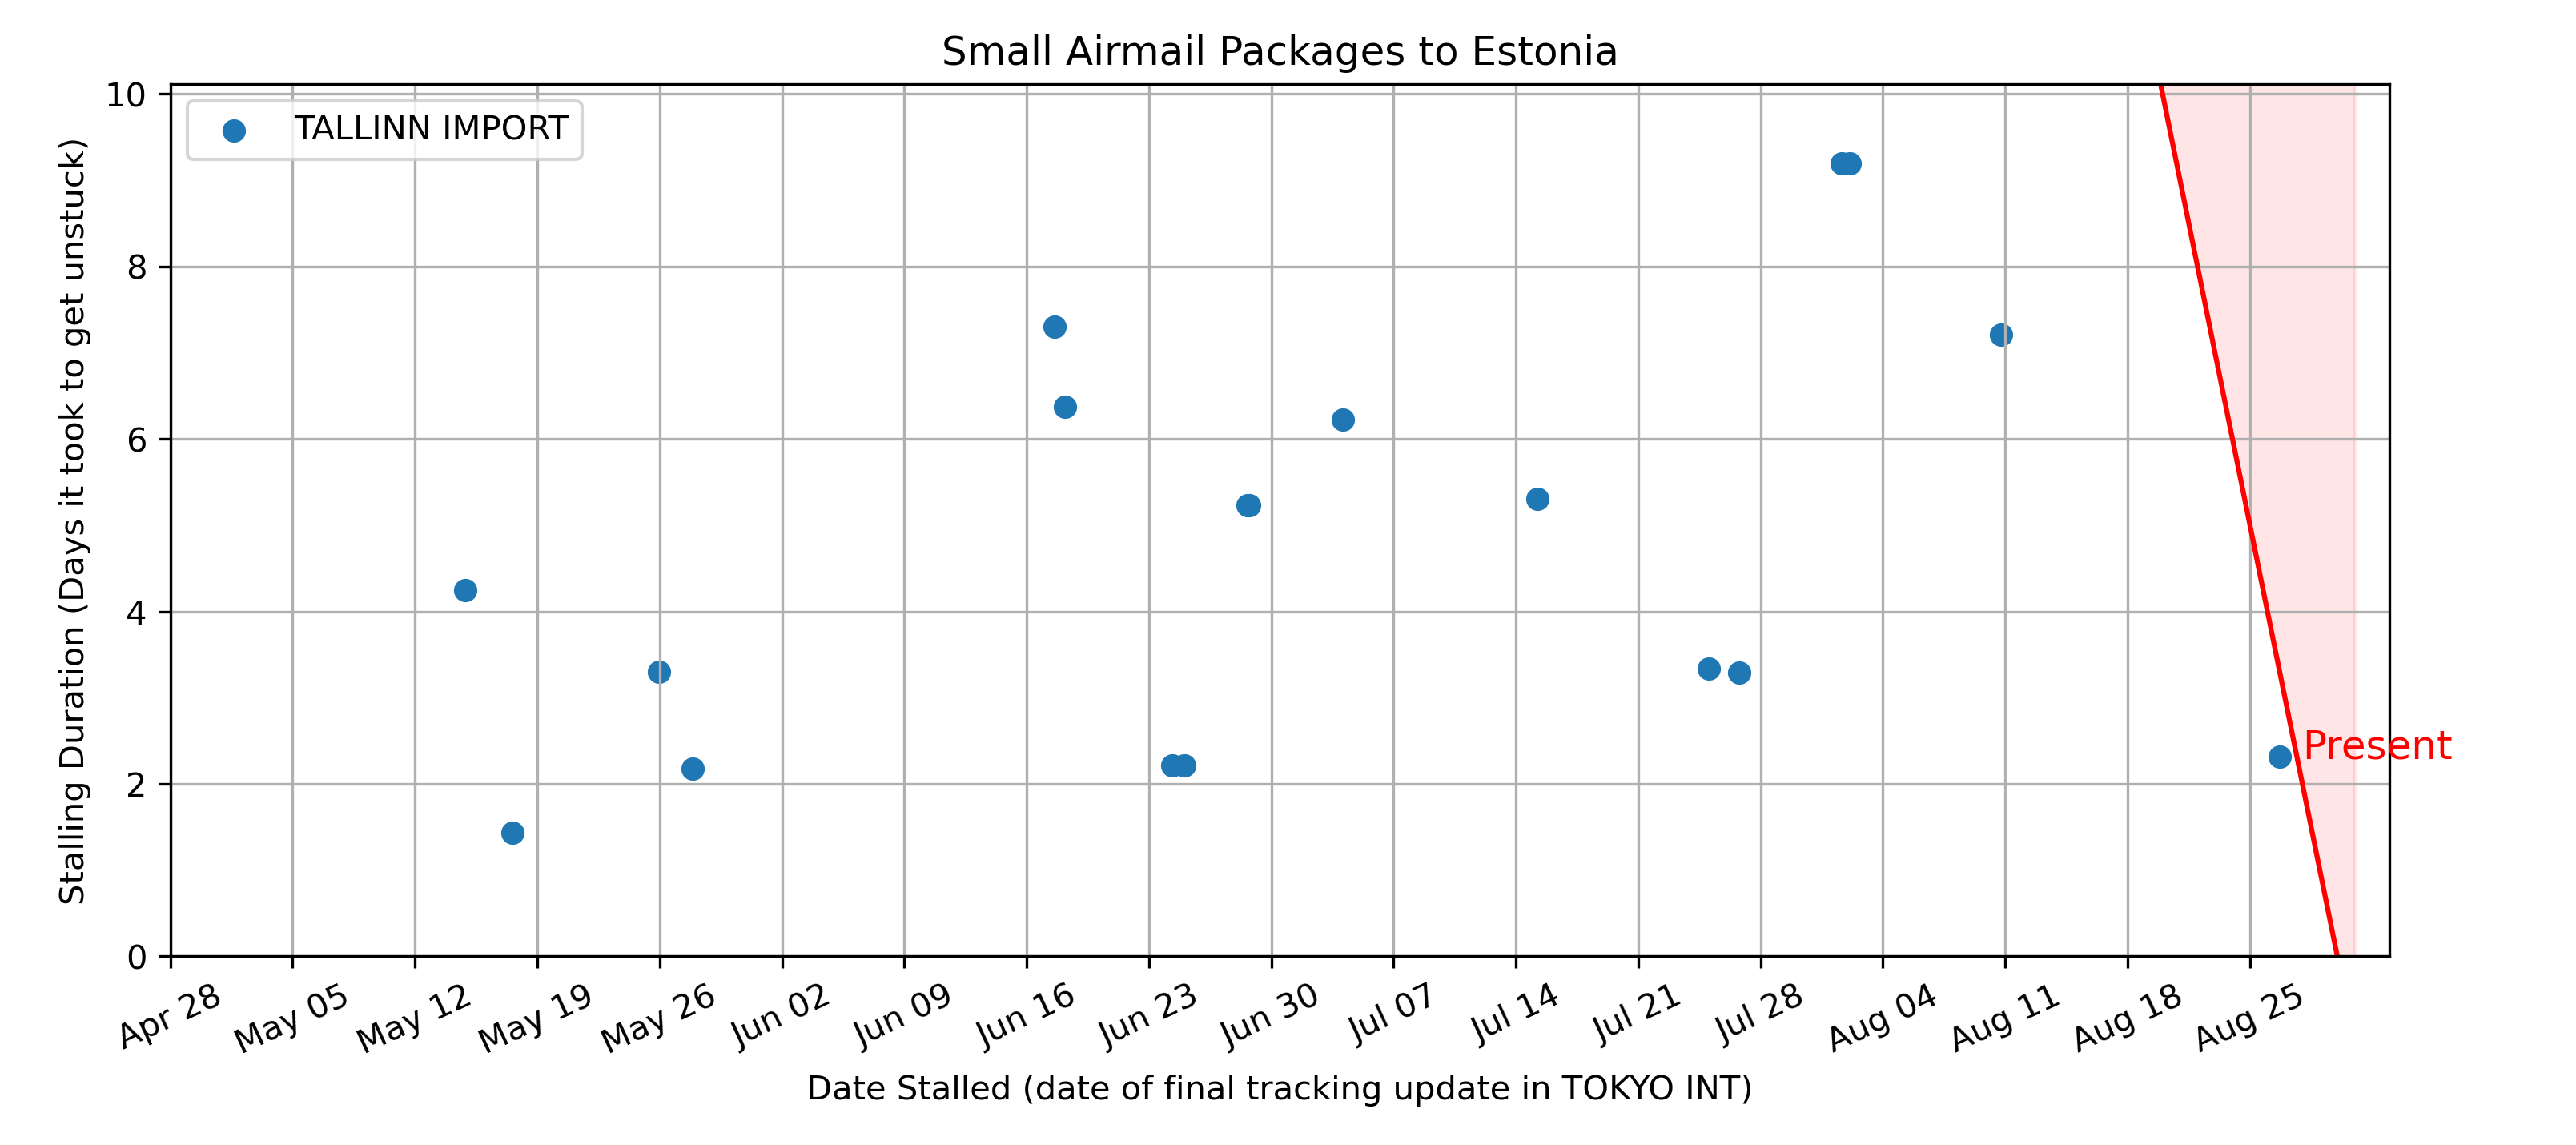 Small Airmail Packages to Estonia
TALLINN IMPORT
Stalling Duration (Days it took to get unstuck)
10
8
6
4
2
0
Present
Apr 28
May 05
May 12
May 19
May 26
Jun 02
Jun 09
Jun 16
Jun 23
Jun 30
Jul 07
Jul 14
Jul 21
Jul 28
Aug 04
Aug 11
Aug 18
Aug 25
Date Stalled (date of final tracking update in TOKYO INT)